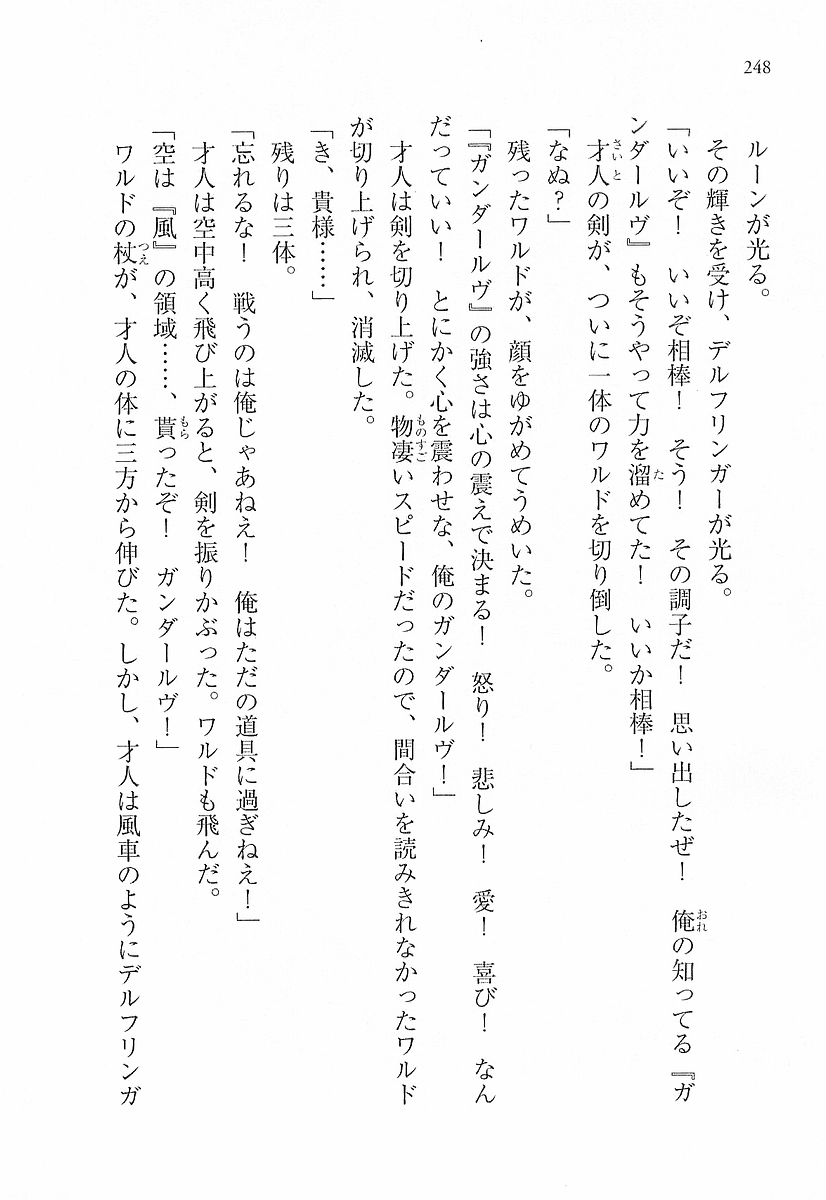 248
ルーンが光る。
その輝きを受け、デルフリンガーが光る。
「いいぞ！　いいぞ相棒！　そう！　その調子だ！　思い出したぜ！　俺の知ってる『ガ
ンダールヴ』もそうやって力を溜めてた！　いいか相棒！」
才人の剣が、ついに一体のワルドを切り倒した。
「なぬ？」
残ったワルドが、顔をゆがめてうめいた。
「『ガンダールヴ』の強さは心の震えで決まる！　怒り！　悲しみ！　愛！　喜び！　なん
だっていい！　とにかく心を震わせな、俺のガンダールヴ！」
才人は剣を切り上げた。物凄いスピードだったので、間合いを読みきれなかったワルド
が切り上げられ、消滅した。
「き、貴様……」
残りは三体。
「忘れるな！　戦うのは俺じゃあねえ！　俺はただの道具に過ぎねえ！」
才人は空中高く飛び上がると、剣を振りかぶった。ワルドも飛んだ。
「空は『風』の領域……、貰ったぞ！　ガンダールヴ！」
ワルドの杖が、才人の体に三方から伸びた。しかし、才人は風車のようにデルフリンガ